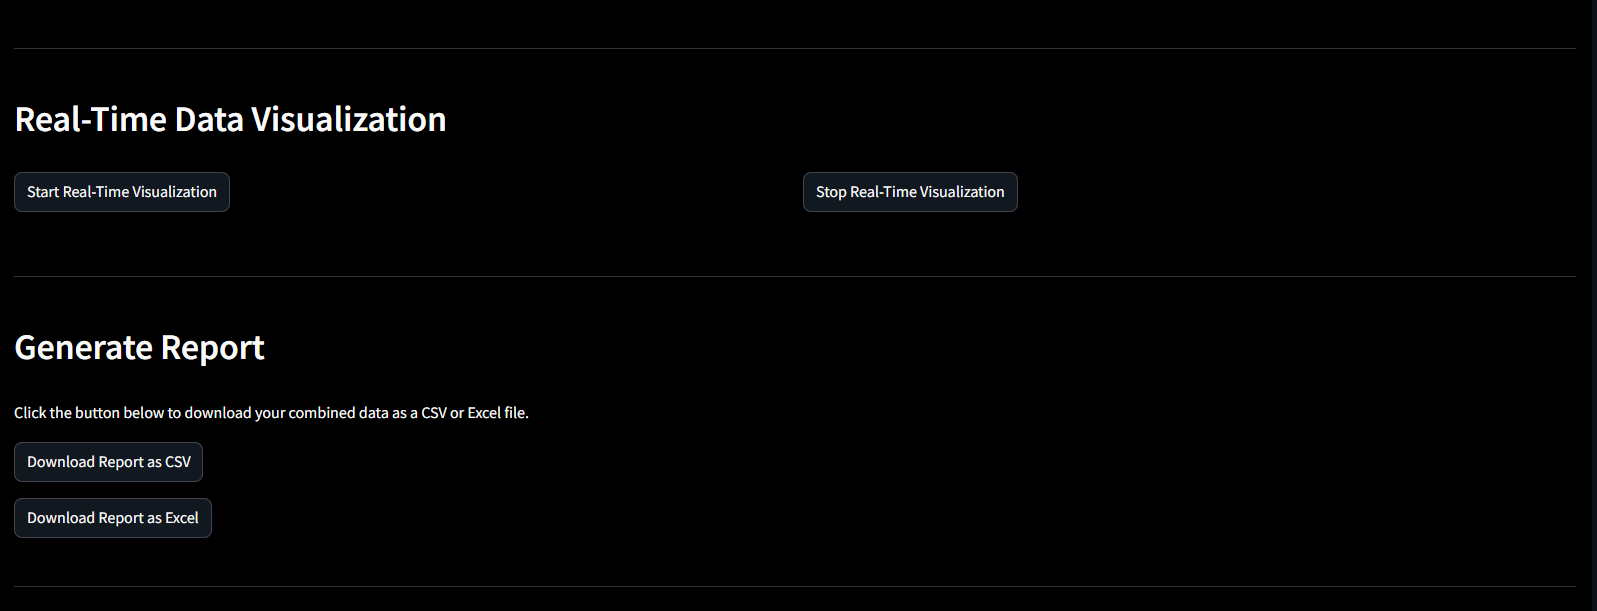 Real-Time Data Visualization
Start Real-Time Visualization
Stop Real-Time Visualization
Generate Report
Click the button below to download your combined data as a CSV or Excel file.
Download Report as CSV
Download Report as Excel